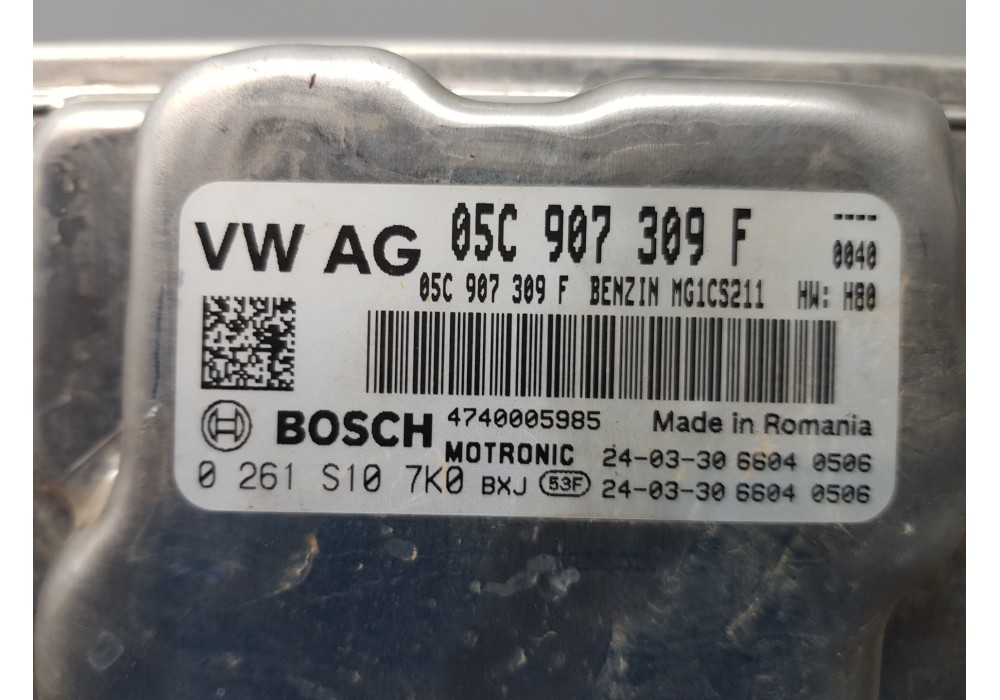 VW AG 05C 907 309 F ----
0040
05C 907 309 F BENZIN MG1CS211 HW: H80
BOSCH 4740005985 Made in Romania
MOTRONIC 24-03-30 6604 0506
0 261 S10 7K0 BXJ 53F 24-03-30 6604 0506